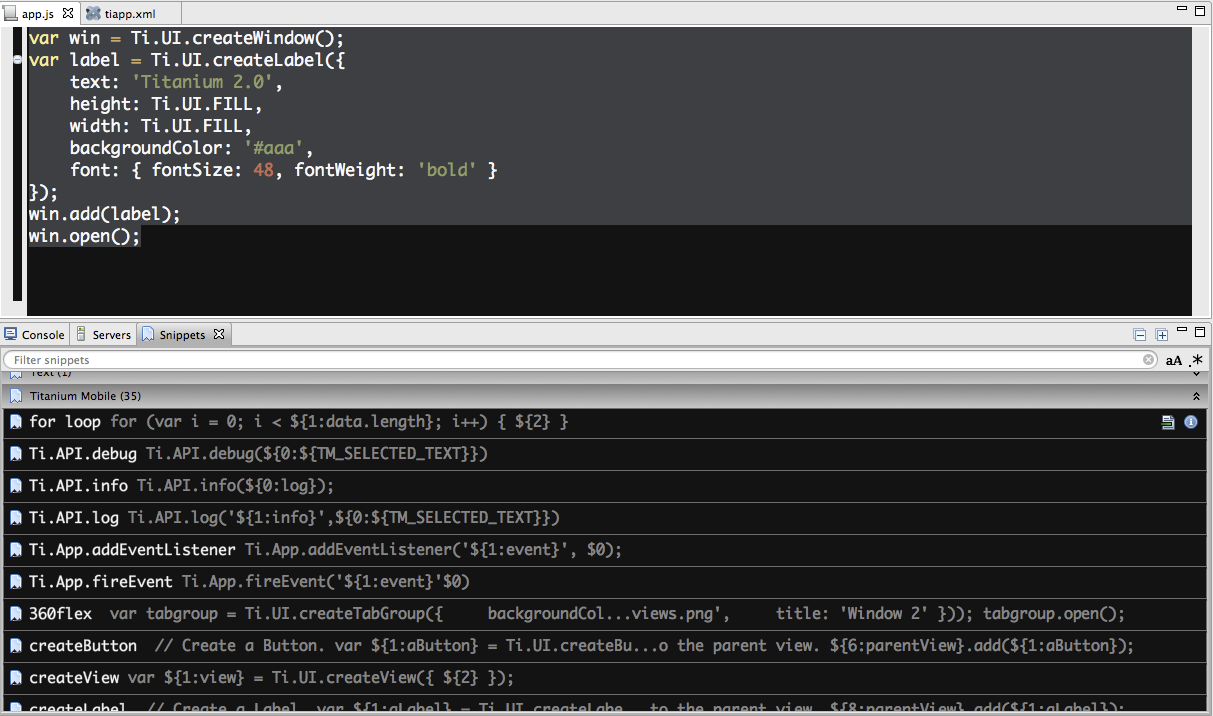 app.js tiapp.xml
var win = Ti.UI.createWindow();
var label = Ti.UI.createLabel({
text: 'Titanium 2.0',
height: Ti.UI.FILL,
width: Ti.UI.FILL,
backgroundColor: '#aaa',
font: { fontSize: 48, fontWeight: 'bold' }
});
win.add(label);
win.open();
Console Servers Snippets
Filter snippets aA .*
Text (1)
Titanium Mobile (35)
for loop for (var i = 0; i < ${1:data.length}; i++) { ${2} }
Ti.API.debug Ti.API.debug(${0:${TM_SELECTED_TEXT}})
Ti.API.info Ti.API.info(${0:log});
Ti.API.log Ti.API.log('${1:info}',${0:${TM_SELECTED_TEXT}})
Ti.App.addEventListener Ti.App.addEventListener('${1:event}', $0);
Ti.App.fireEvent Ti.App.fireEvent('${1:event}'$0)
360flex var tabgroup = Ti.UI.createTabGroup({ backgroundCol...views.png', title: 'Window 2' })); tabgroup.open();
createButton // Create a Button. var ${1:aButton} = Ti.UI.createBu...o the parent view. ${6:parentView}.add(${1:aButton});
createView var ${1:view} = Ti.UI.createView({ ${2} });
createLabel // Create a Label. var ${1:aLabel} = Ti.UI.createLabe...to the parent view. ${8:parentView}.add(${1:aLabel});